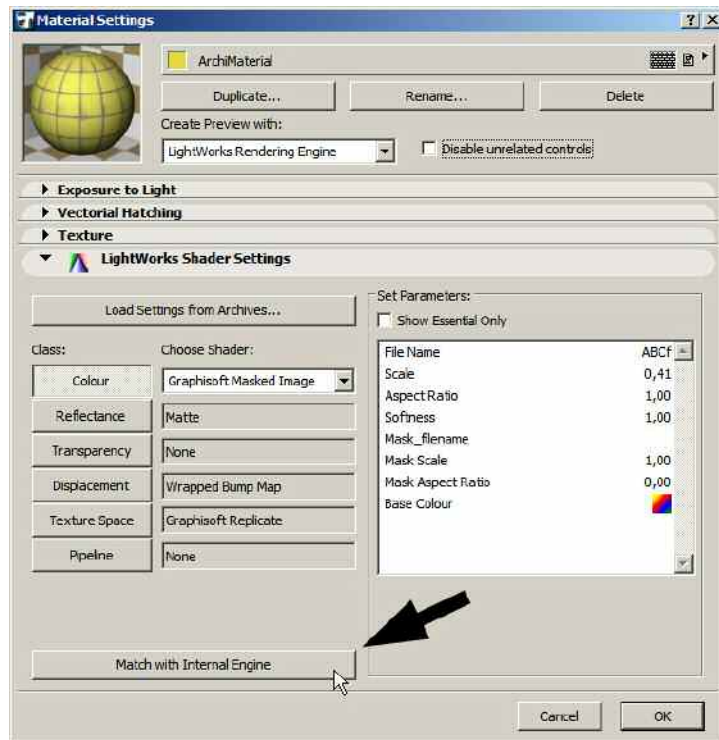 Material Settings
ArchiMaterial
Duplicate...
Rename...
Delete
Create Preview with:
LightWorks Rendering Engine
Disable unrelated controls
Exposure to Light
Vectorial Hatching
Texture
LightWorks Shader Settings
Load Settings from Archives...
Set Parameters:
Show Essential Only
Class:
Choose Shader:
Colour
Graphisoft Masked Image
Reflectance
Matte
Transparency
None
Displacement
Wrapped Bump Map
Texture Space
Graphisoft Replicate
Pipeline
None
File Name ABCf
Scale 0,41
Aspect Ratio 1,00
Softness 1,00
Mask_filename
Mask Scale 1,00
Mask Aspect Ratio 0,00
Base Colour
Match with Internal Engine
Cancel
OK